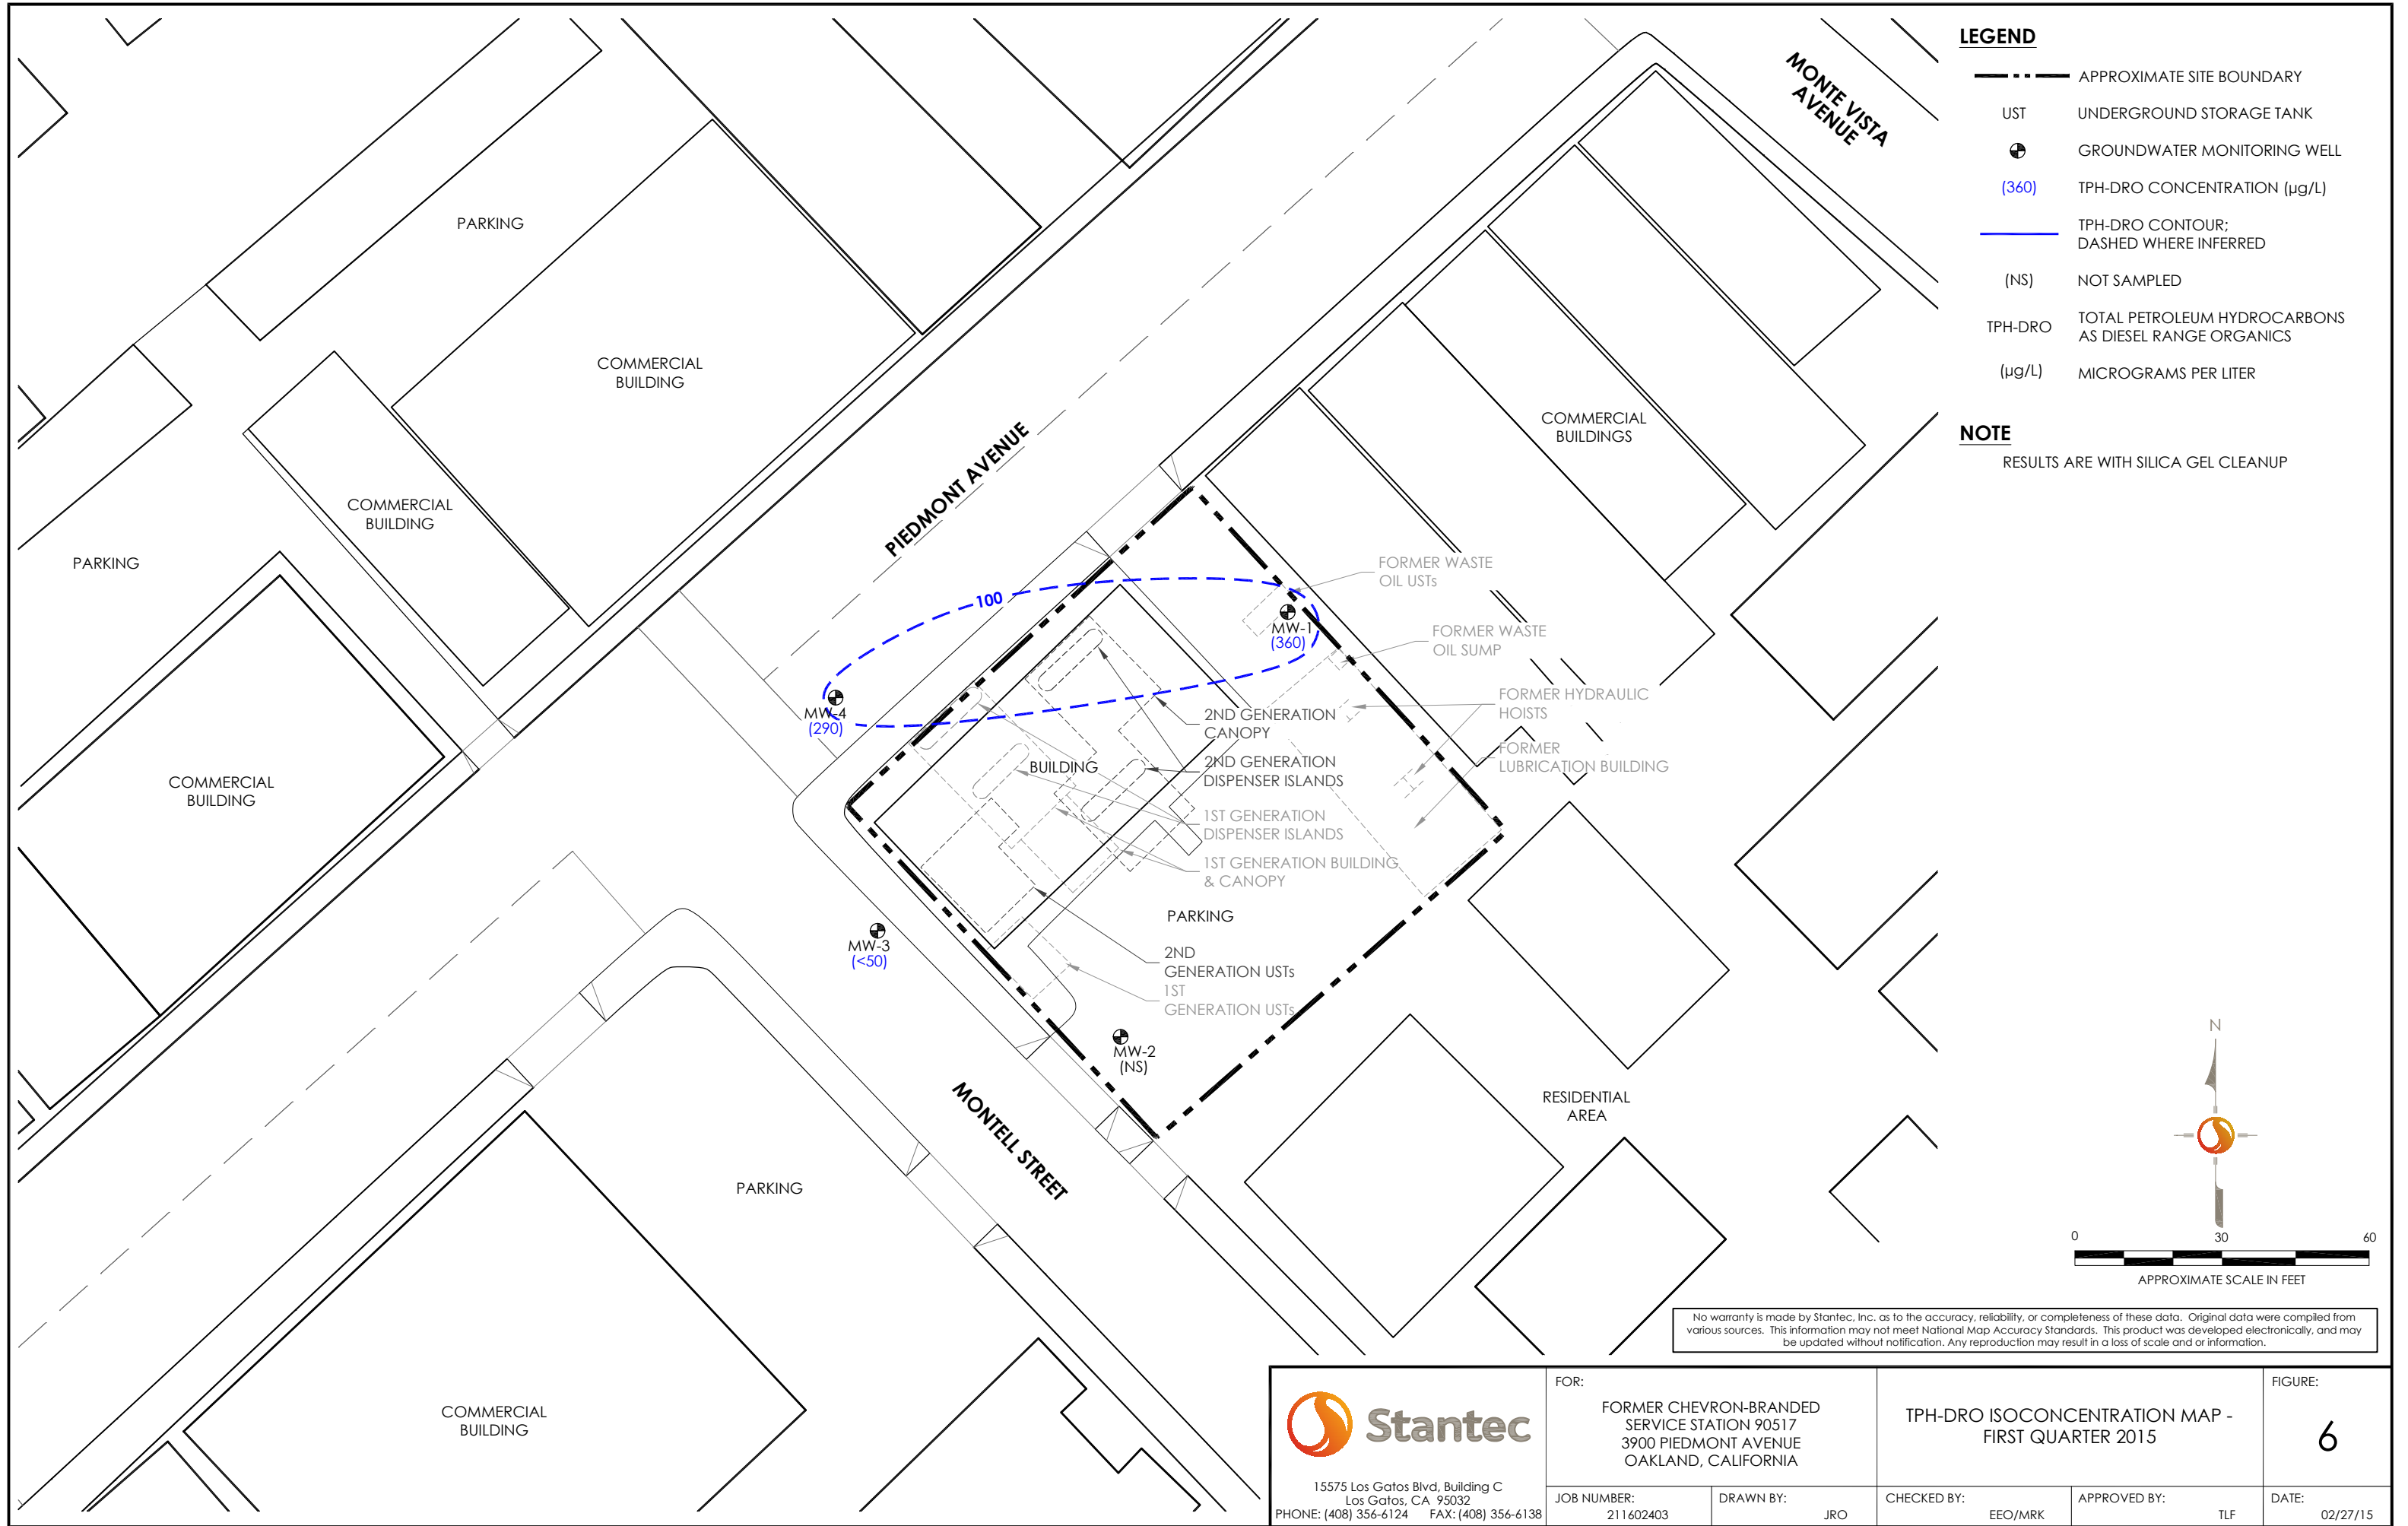 LEGEND
APPROXIMATE SITE BOUNDARY
UST UNDERGROUND STORAGE TANK
GROUNDWATER MONITORING WELL
(360) TPH-DRO CONCENTRATION (µg/L)
TPH-DRO CONTOUR;
DASHED WHERE INFERRED
(NS) NOT SAMPLED
TPH-DRO TOTAL PETROLEUM HYDROCARBONS
AS DIESEL RANGE ORGANICS
(µg/L) MICROGRAMS PER LITER
NOTE
RESULTS ARE WITH SILICA GEL CLEANUP
MONTE VISTA
AVENUE
PARKING
COMMERCIAL
BUILDING
COMMERCIAL
BUILDINGS
PIEDMONT AVENUE
COMMERCIAL
BUILDING
PARKING
FORMER WASTE
OIL USTs
100
MW-1
(360)
FORMER WASTE
OIL SUMP
FORMER HYDRAULIC
HOISTS
MW-4
(290)
2ND GENERATION
CANOPY
FORMER
LUBRICATION BUILDING
BUILDING
2ND GENERATION
DISPENSER ISLANDS
COMMERCIAL
BUILDING
1ST GENERATION
DISPENSER ISLANDS
1ST GENERATION BUILDING
& CANOPY
PARKING
MW-3
(<50)
2ND
GENERATION USTs
1ST
GENERATION USTs
MW-2
(NS)
MONTELL STREET
RESIDENTIAL
AREA
PARKING
COMMERCIAL
BUILDING
N
0 30 60
APPROXIMATE SCALE IN FEET
No warranty is made by Stantec, Inc. as to the accuracy, reliability, or completeness of these data. Original data were compiled from
various sources. This information may not meet National Map Accuracy Standards. This product was developed electronically, and may
be updated without notification. Any reproduction may result in a loss of scale and or information.
Stantec
15575 Los Gatos Blvd, Building C
Los Gatos, CA 95032
PHONE: (408) 356-6124 FAX: (408) 356-6138
FOR:
FORMER CHEVRON-BRANDED
SERVICE STATION 90517
3900 PIEDMONT AVENUE
OAKLAND, CALIFORNIA
TPH-DRO ISOCONCENTRATION MAP -
FIRST QUARTER 2015
FIGURE:
6
JOB NUMBER:
211602403
DRAWN BY:
JRO
CHECKED BY:
EEO/MRK
APPROVED BY:
TLF
DATE:
02/27/15